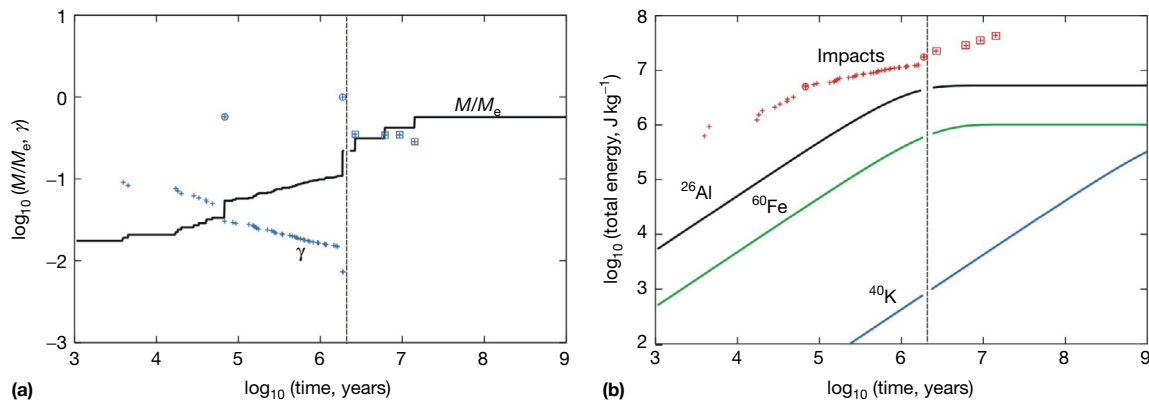 1
0
−1
−2
−3
log₁₀ (M/Mₑ, γ)
M/Mₑ
γ
3 4 5 6 7 8 9
log₁₀ (time, years)
(a)
8
7
6
5
4
3
2
log₁₀ (total energy, J kg⁻¹)
Impacts
²⁶Al
⁶⁰Fe
⁴⁰K
3 4 5 6 7 8 9
log₁₀ (time, years)
(b)